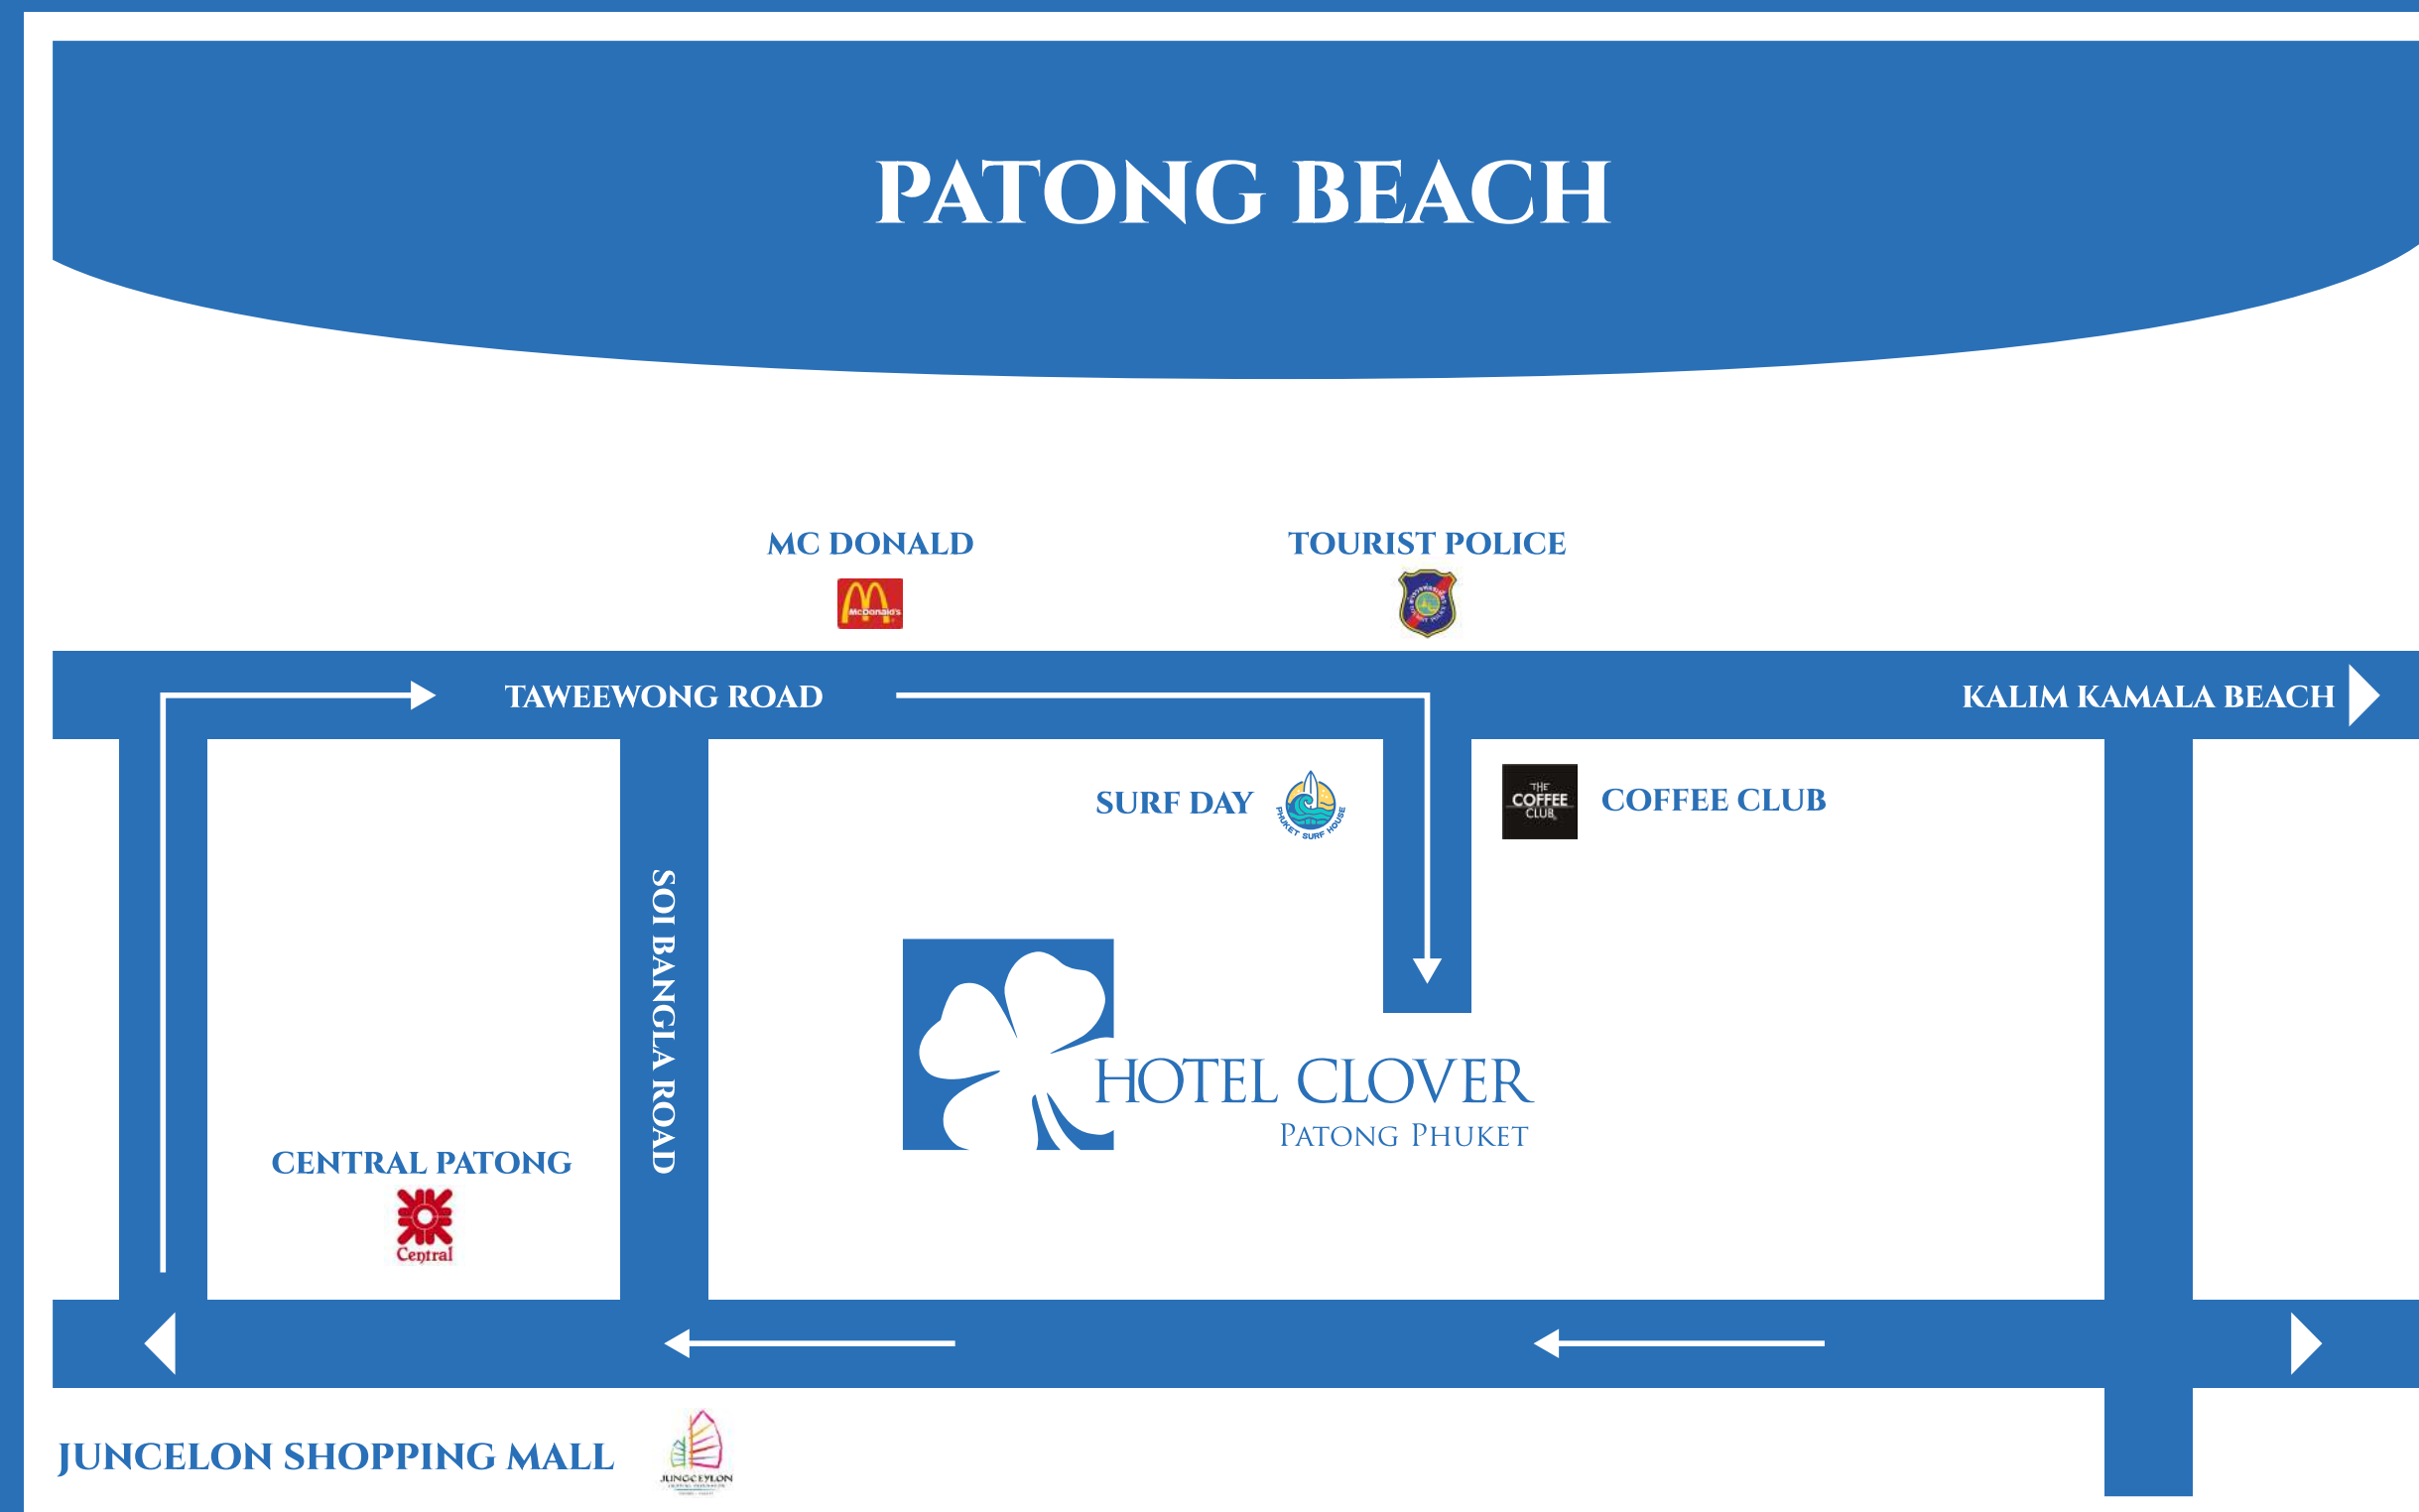 PATONG BEACH
MC DONALD
McDonald's
TOURIST POLICE
TAWEEWONG ROAD
KALIM KAMALA BEACH
SURF DAY
PHUKET SURF HOUSE
THE
COFFEE
CLUB
COFFEE CLUB
SOI BANGLA ROAD
HOTEL CLOVER
PATONG PHUKET
CENTRAL PATONG
Central
JUNCELON SHOPPING MALL
JUNGCEYLON